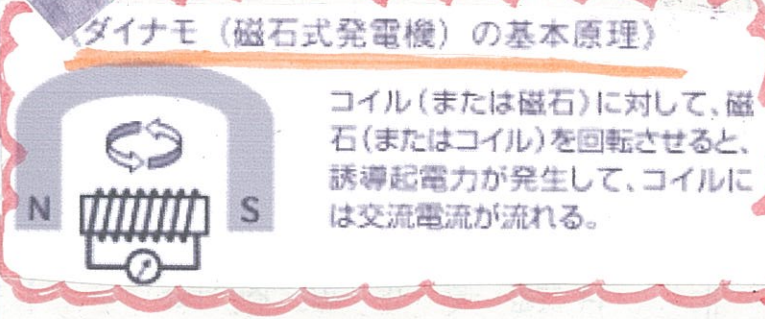 《ダイナモ（磁石式発電機）の基本原理》
コイル（または磁石）に対して、磁
石（またはコイル）を回転させると、
誘導起電力が発生して、コイルに
は交流電流が流れる。
N
S